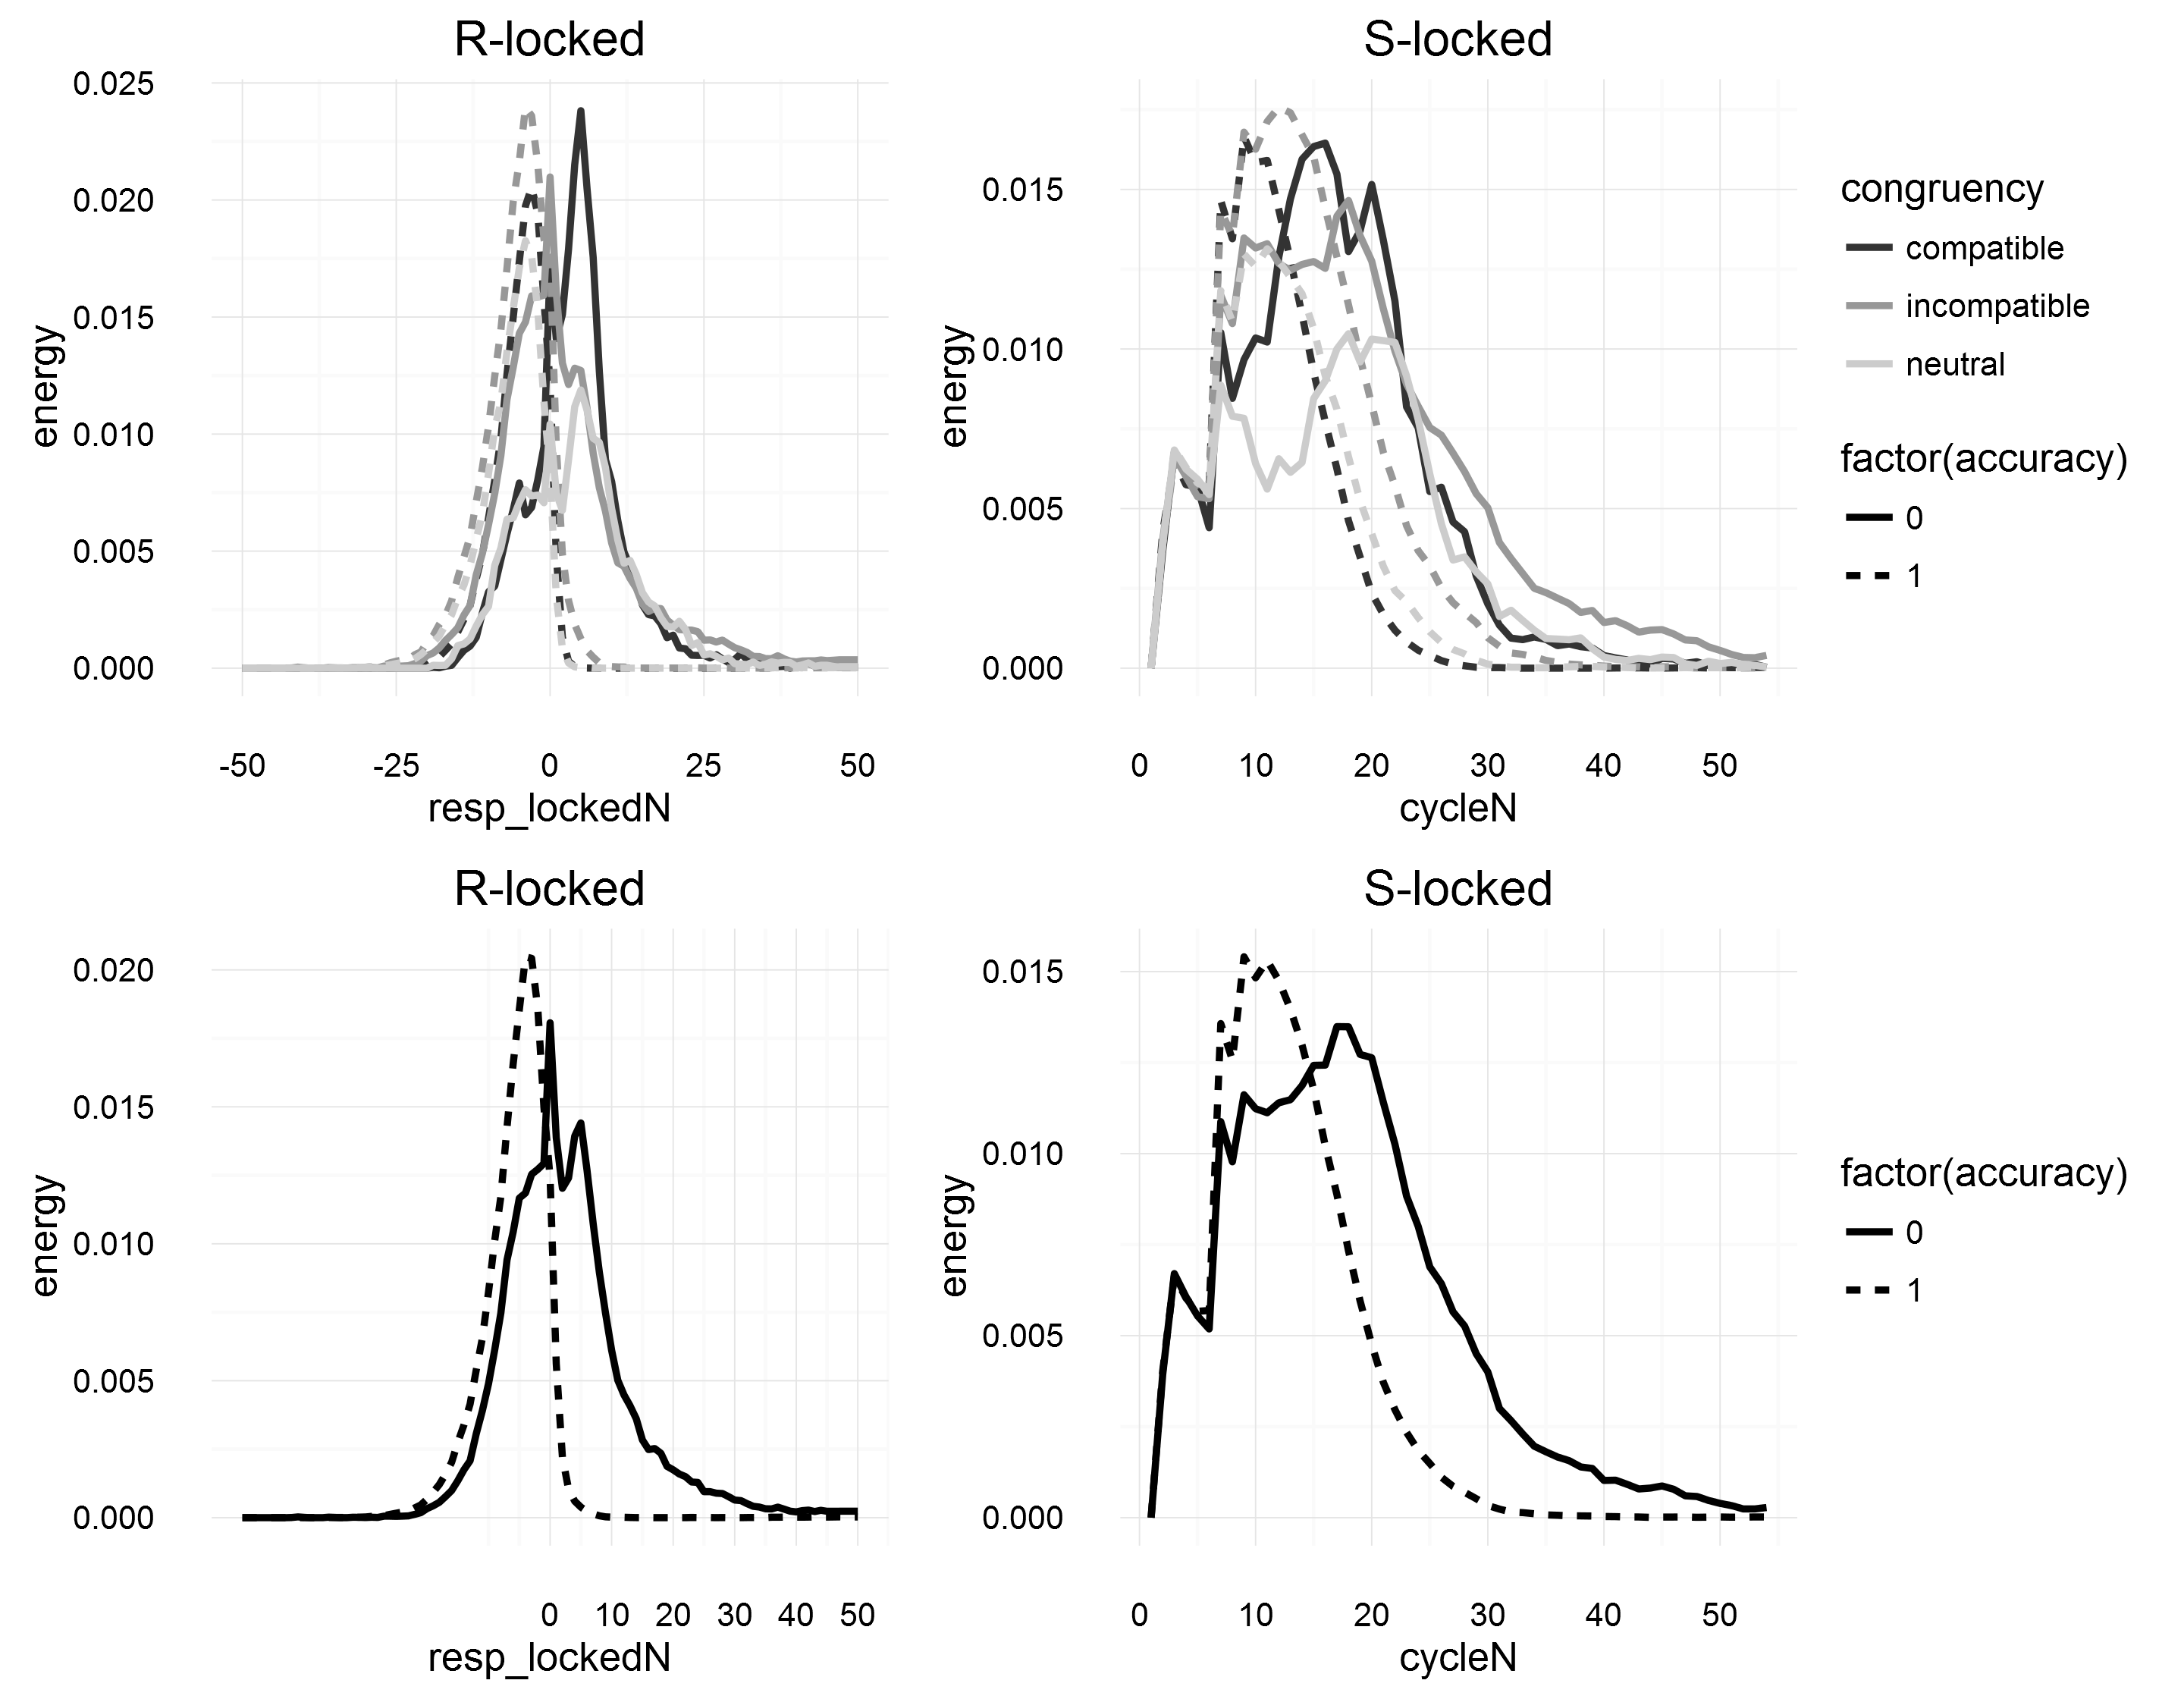 R-locked
S-locked
energy
0.025
0.020
0.015
0.010
0.005
0.000
-50 -25 0 25 50
resp_lockedN
energy
0.015
0.010
0.005
0.000
0 10 20 30 40 50
cycleN
congruency
compatible
incompatible
neutral
factor(accuracy)
0
1
R-locked
S-locked
energy
0.020
0.015
0.010
0.005
0.000
0 10 20 30 40 50
resp_lockedN
energy
0.015
0.010
0.005
0.000
0 10 20 30 40 50
cycleN
factor(accuracy)
0
1